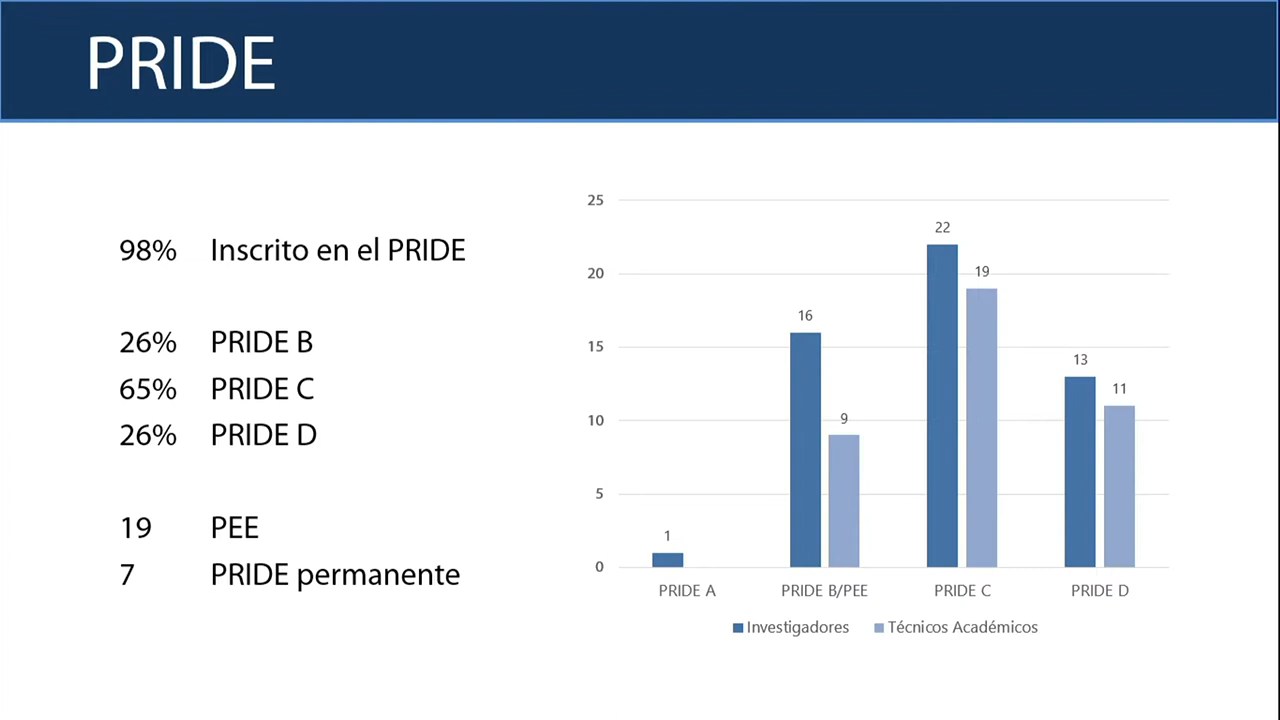 PRIDE
98% Inscrito en el PRIDE
26% PRIDE B
65% PRIDE C
26% PRIDE D
19 PEE
7 PRIDE permanente
25
20
15
10
5
0
1
16
9
22
19
13
11
PRIDE A
PRIDE B/PEE
PRIDE C
PRIDE D
Investigadores
Técnicos Académicos